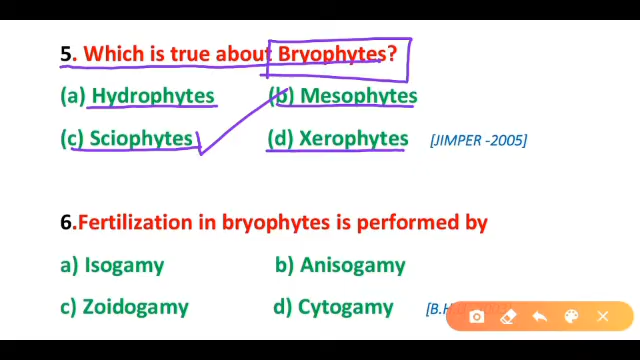 5. Which is true about Bryophytes?
(a) Hydrophytes (b) Mesophytes
(c) Sciophytes (d) Xerophytes [JIMPER -2005]
6.Fertilization in bryophytes is performed by
a) Isogamy b) Anisogamy
c) Zoidogamy d) Cytogamy